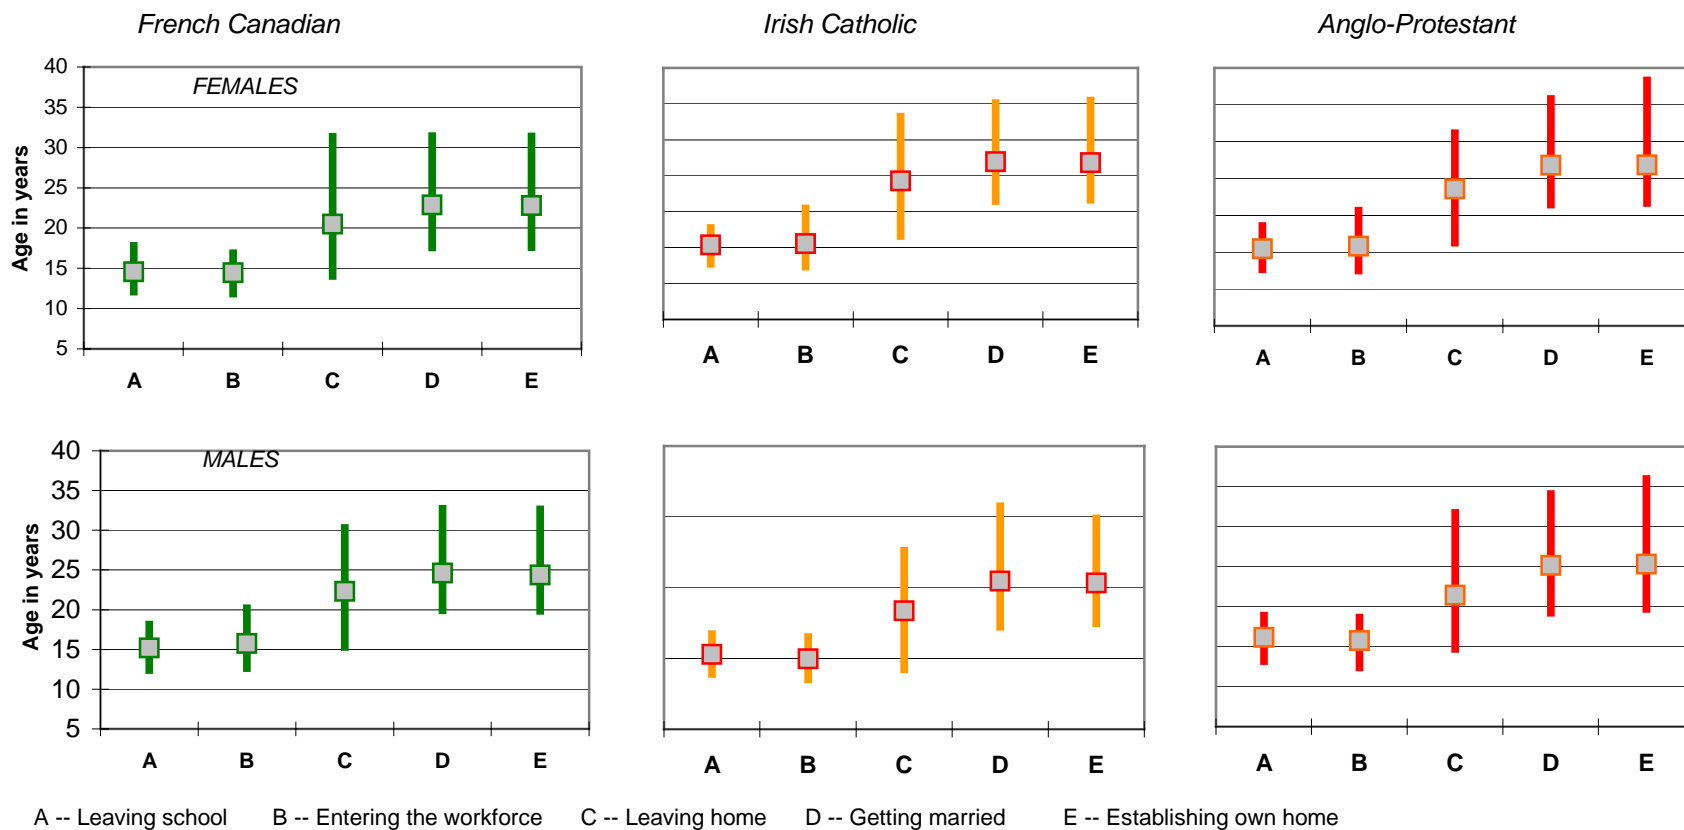 French Canadian Irish Catholic Anglo-Protestant
FEMALES
Age in years
40
35
30
25
20
15
10
5
A B C D E
A B C D E
A B C D E
MALES
Age in years
40
35
30
25
20
15
10
5
A B C D E
A B C D E
A B C D E
A -- Leaving school B -- Entering the workforce C -- Leaving home D -- Getting married E -- Establishing own home